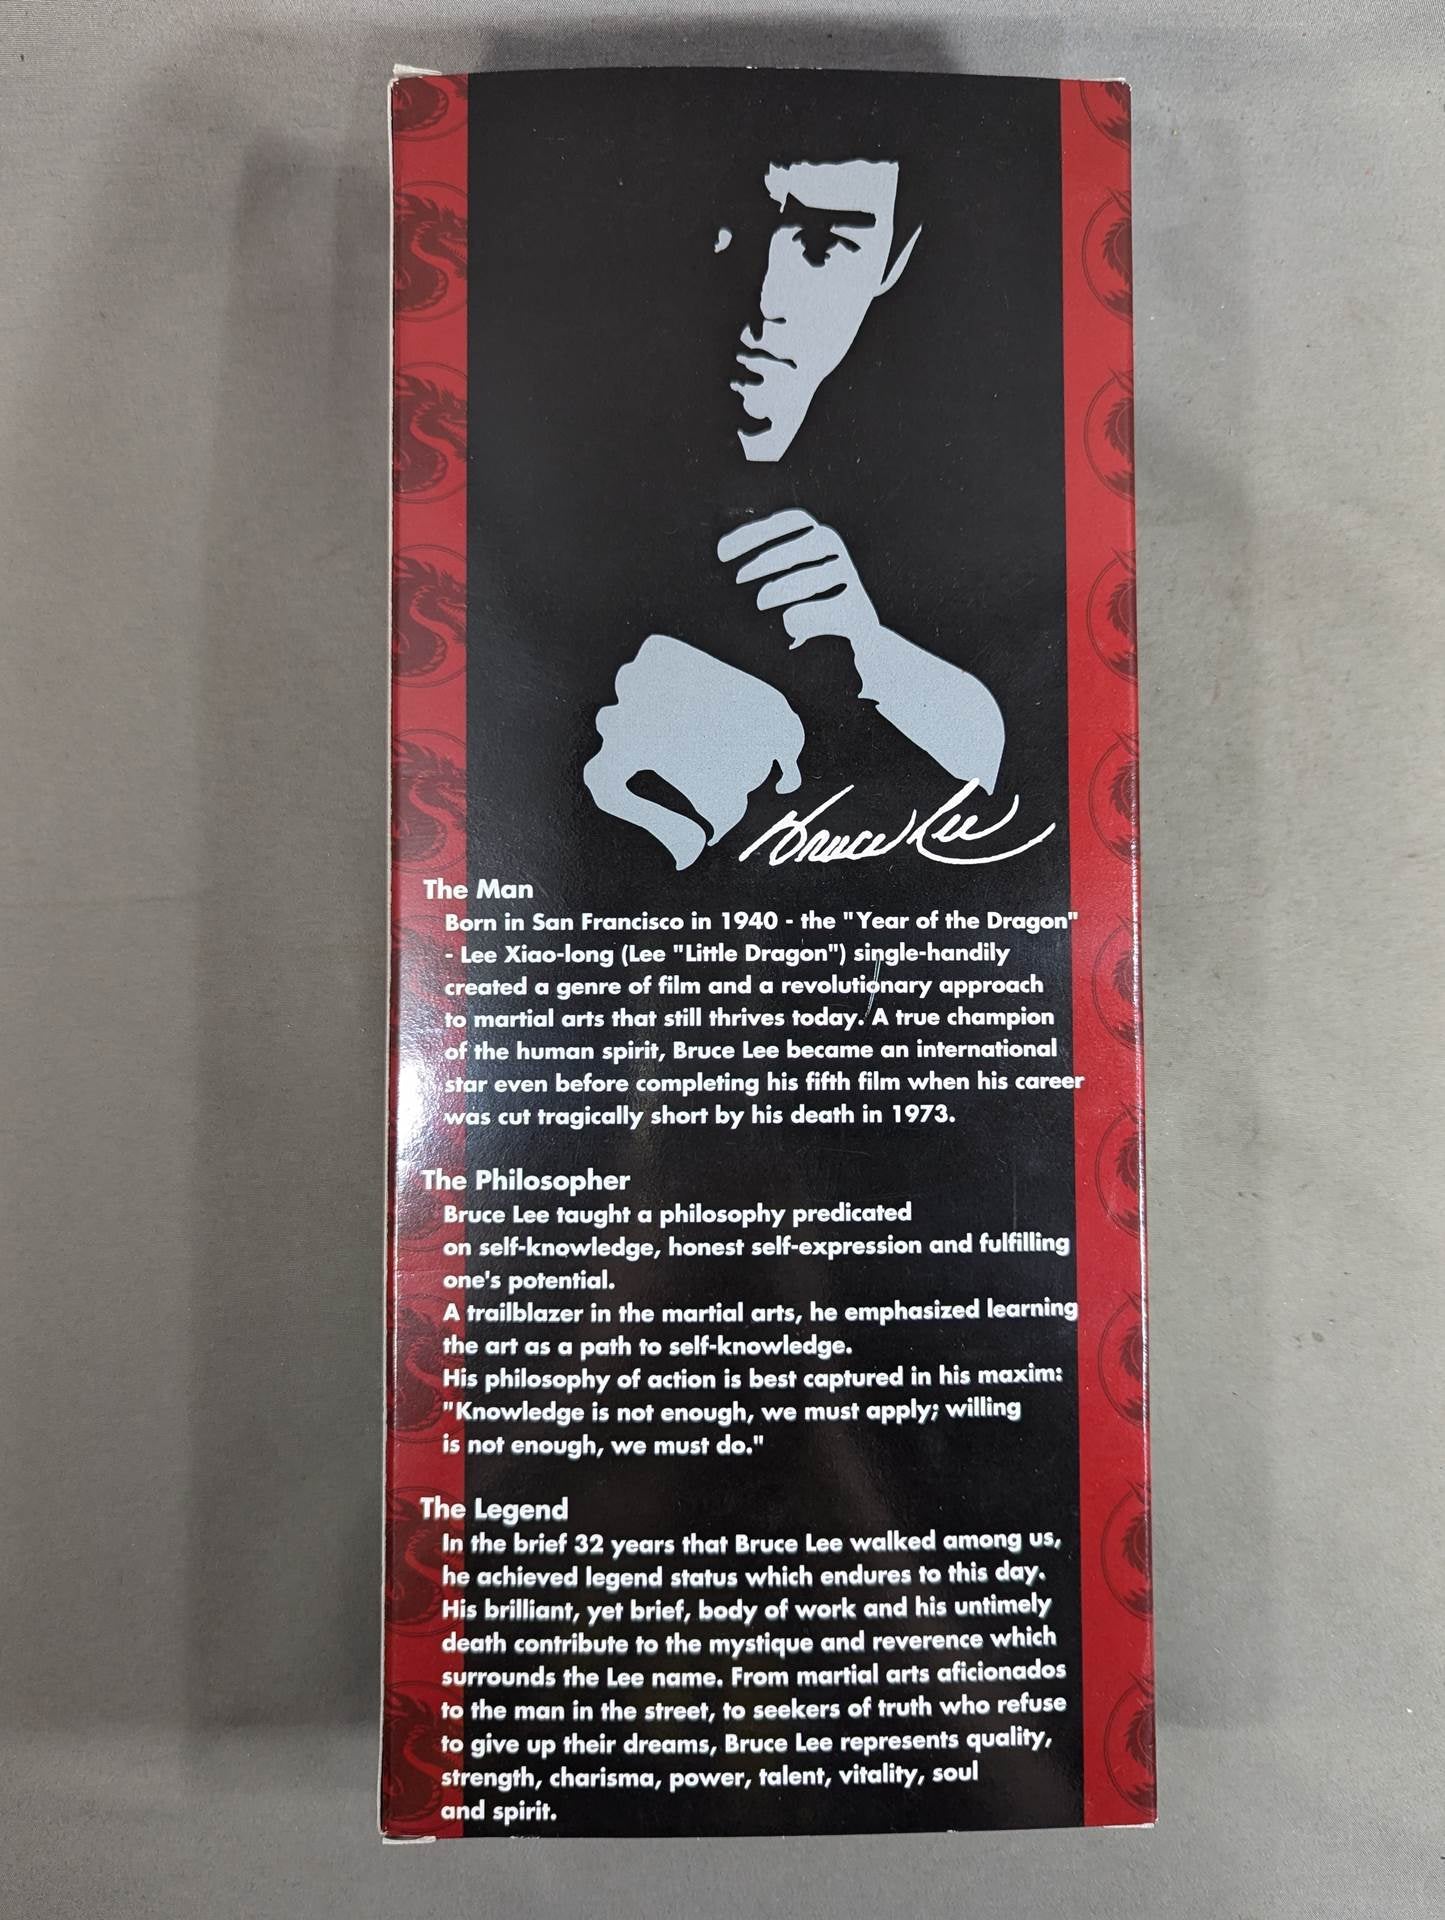 Bruce Lee
The Man
Born in San Francisco in 1940 - the "Year of the Dragon"
- Lee Xiao-long (Lee "Little Dragon") single-handily
created a genre of film and a revolutionary approach
to martial arts that still thrives today. A true champion
of the human spirit, Bruce Lee became an international
star even before completing his fifth film when his career
was cut tragically short by his death in 1973.
The Philosopher
Bruce Lee taught a philosophy predicated
on self-knowledge, honest self-expression and fulfilling
one's potential.
A trailblazer in the martial arts, he emphasized learning
the art as a path to self-knowledge.
His philosophy of action is best captured in his maxim:
"Knowledge is not enough, we must apply; willing
is not enough, we must do."
The Legend
In the brief 32 years that Bruce Lee walked among us,
he achieved legend status which endures to this day.
His brilliant, yet brief, body of work and his untimely
death contribute to the mystique and reverence which
surrounds the Lee name. From martial arts aficionados
to the man in the street, to seekers of truth who refuse
to give up their dreams, Bruce Lee represents quality,
strength, charisma, power, talent, vitality, soul
and spirit.